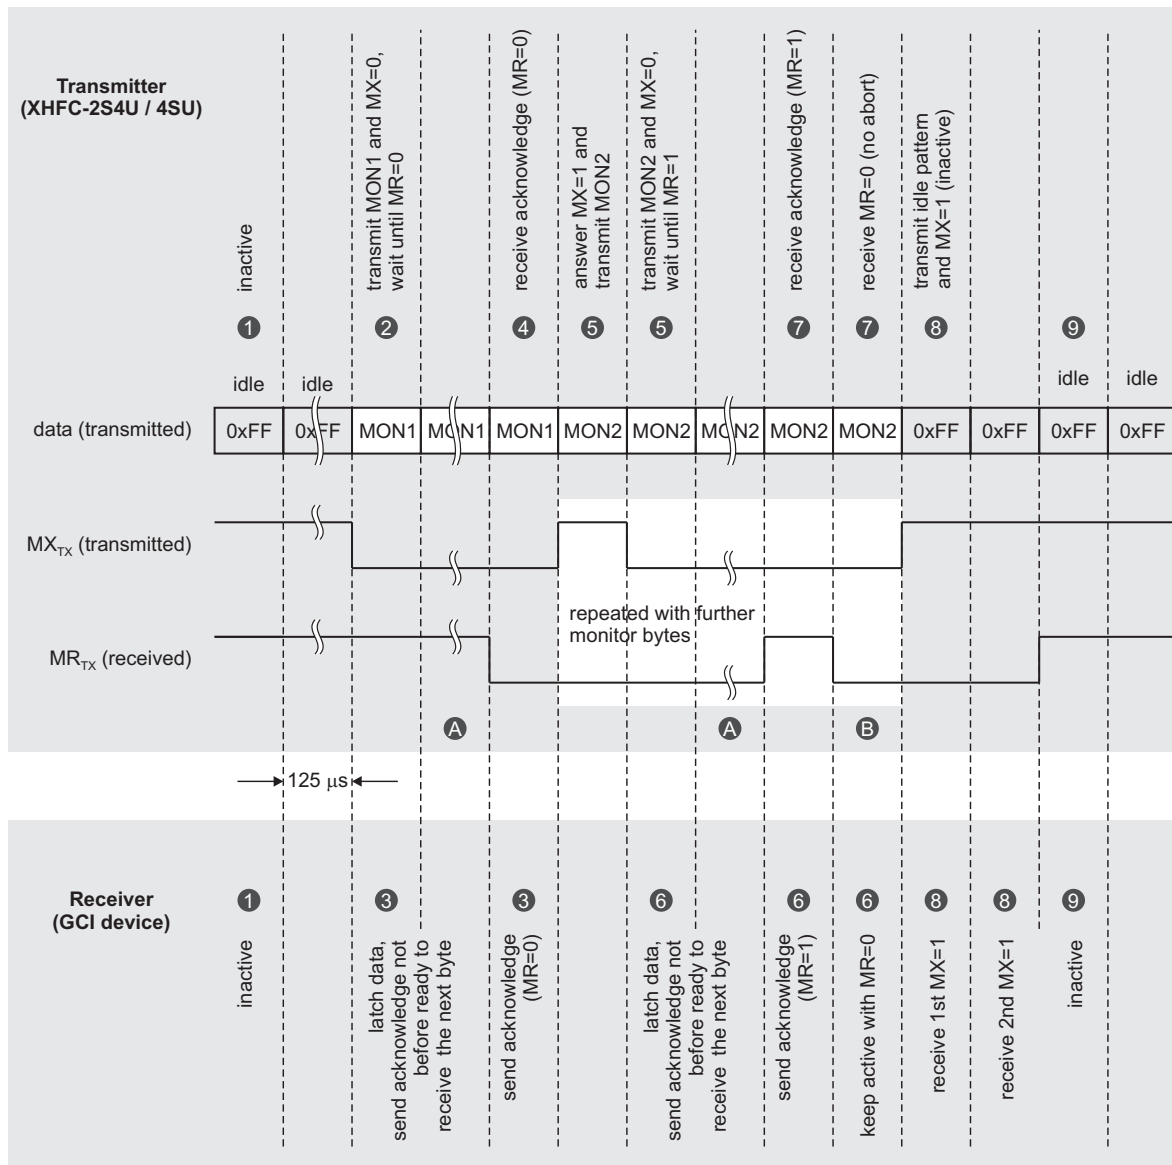 Transmitter
(XHFC-2S4U / 4SU)
inactive
transmit MON1 and MX=0,
wait until MR=0
receive acknowledge (MR=0)
answer MX=1 and
transmit MON2
transmit MON2 and MX=0,
wait until MR=1
receive acknowledge (MR=1)
receive MR=0 (no abort)
transmit idle pattern
and MX=1 (inactive)
1 2 4 5 5 7 7 8 9
idle idle idle idle
data (transmitted) 0xFF 0xFF MON1 MON1 MON1 MON2 MON2 MON2 MON2 MON2 0xFF 0xFF 0xFF 0xFF
MXTX (transmitted)
repeated with further
monitor bytes
MRTX (received)
A A B
125 μs
Receiver
(GCI device)
1 3 3 6 6 6 8 8 9
inactive
latch data,
send acknowledge not
before ready to
receive the next byte
send acknowledge
(MR=0)
latch data,
send acknowledge not
before ready to
receive the next byte
send acknowledge
(MR=1)
keep active with MR=0
receive 1st MX=1
receive 2nd MX=1
inactive